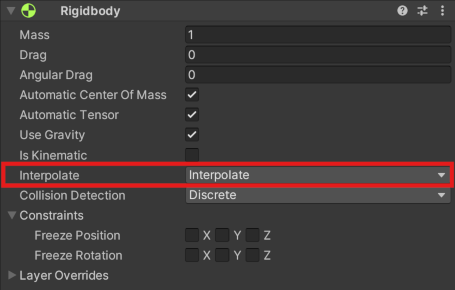 Rigidbody
Mass 1
Drag 0
Angular Drag 0
Automatic Center Of Mass
Automatic Tensor
Use Gravity
Is Kinematic
Interpolate Interpolate
Collision Detection Discrete
Constraints
Freeze Position X Y Z
Freeze Rotation X Y Z
Layer Overrides